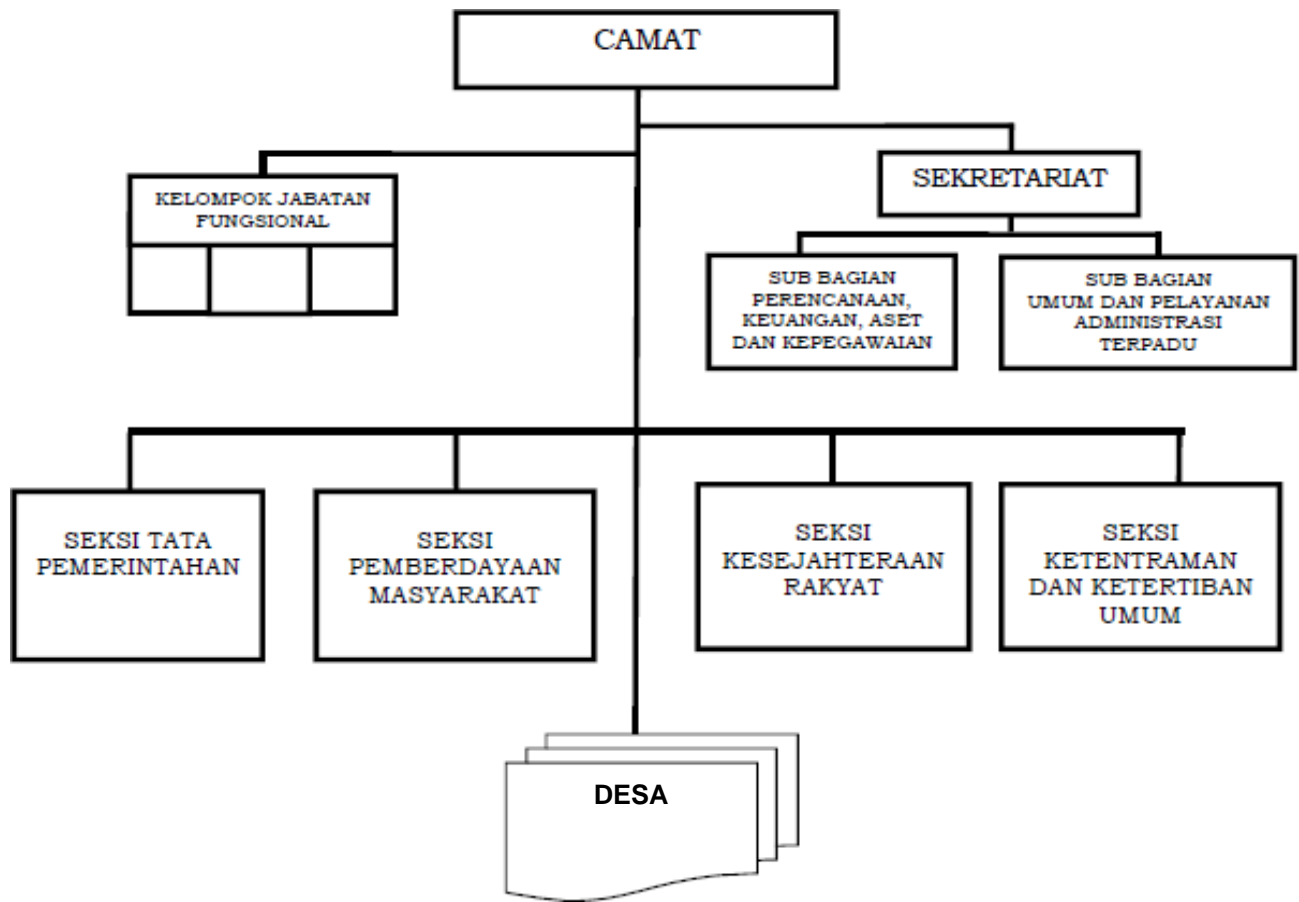 CAMAT
SEKRETARIAT
KELOMPOK JABATAN
FUNGSIONAL
SUB BAGIAN
PERENCANAAN,
KEUANGAN, ASET
DAN KEPEGAWAIAN
SUB BAGIAN
UMUM DAN PELAYANAN
ADMINISTRASI
TERPADU
SEKSI TATA
PEMERINTAHAN
SEKSI
PEMBERDAYAAN
MASYARAKAT
SEKSI
KESEJAHTERAAN
RAKYAT
SEKSI
KETENTRAMAN
DAN KETERTIBAN
UMUM
DESA